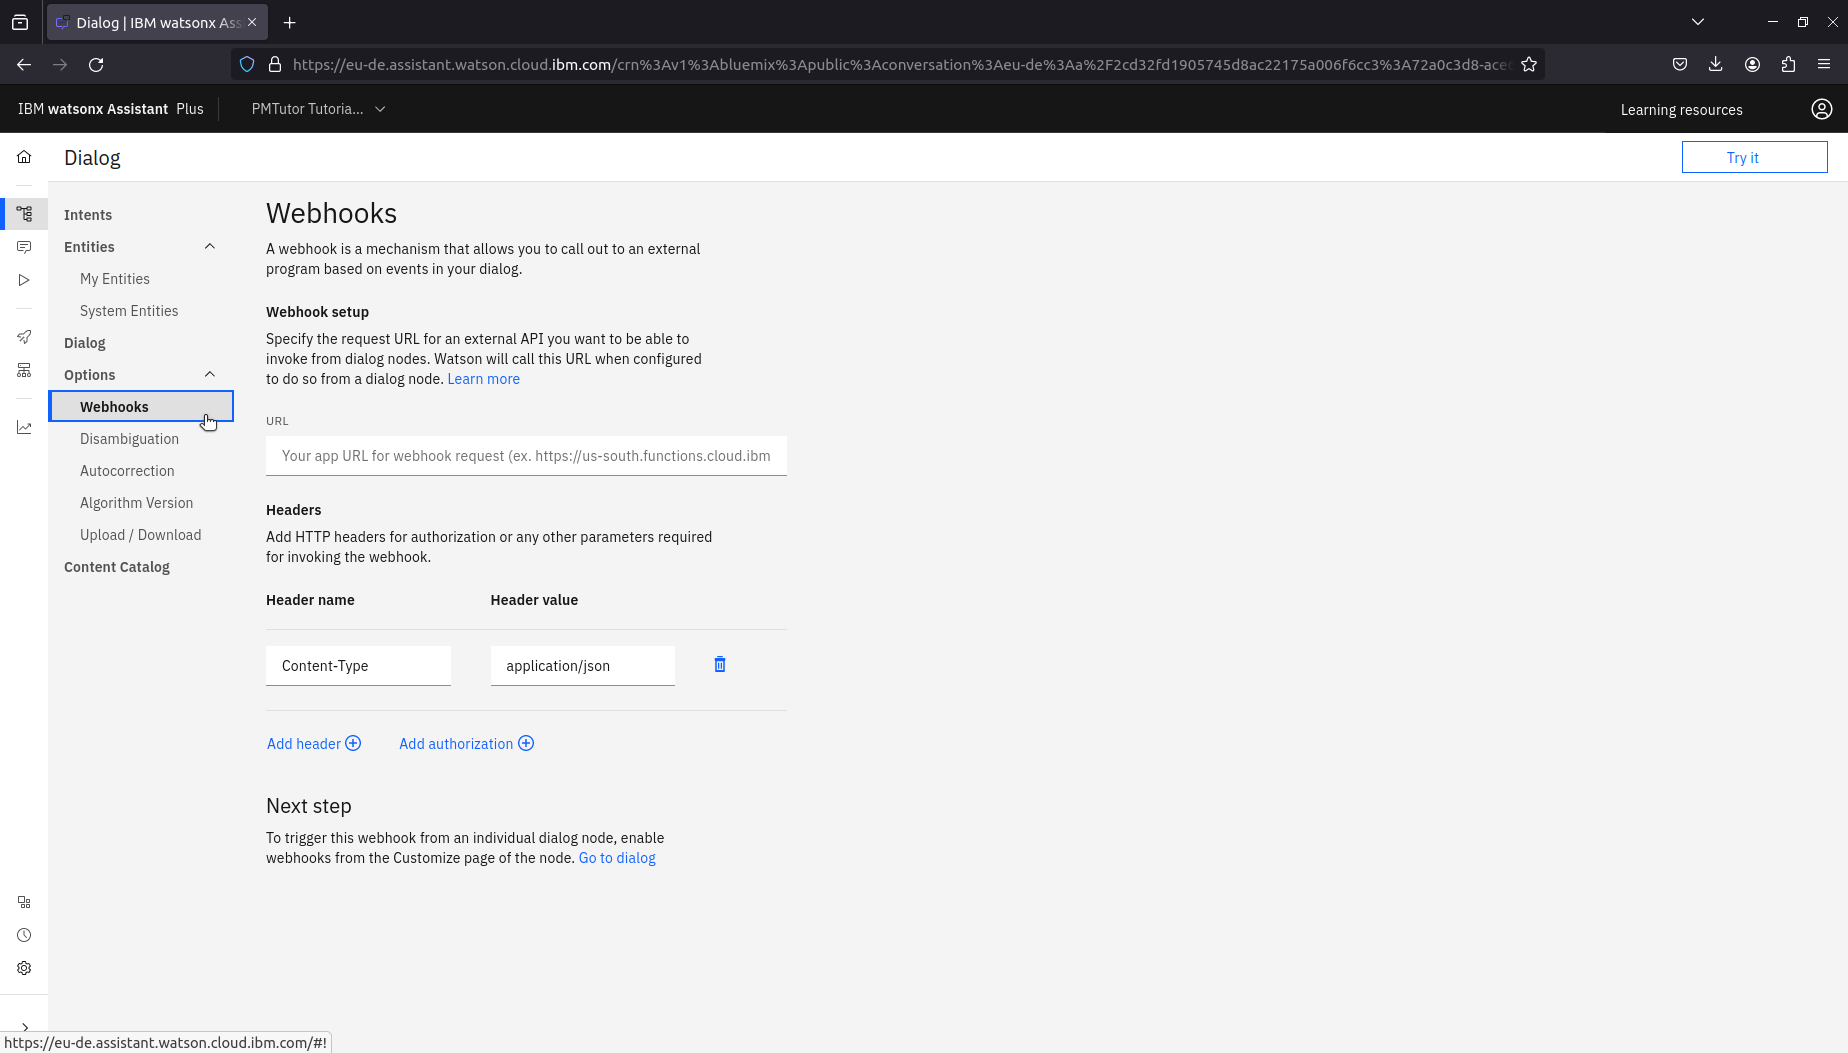 Dialog | IBM watsonx Ass
https://eu-de.assistant.watson.cloud.ibm.com/crn%3Av1%3Abluemix%3Apublic%3Aconversation%3Aeu-de%3Aa%2F2cd32fd1905745d8ac22175a006f6cc3%3A72a0c3d8-acee
IBM watsonx Assistant Plus
PMTutor Tutoria...
Learning resources
Dialog
Try it
Intents
Entities
My Entities
System Entities
Dialog
Options
Webhooks
Disambiguation
Autocorrection
Algorithm Version
Upload / Download
Content Catalog
Webhooks
A webhook is a mechanism that allows you to call out to an external
program based on events in your dialog.
Webhook setup
Specify the request URL for an external API you want to be able to
invoke from dialog nodes. Watson will call this URL when configured
to do so from a dialog node. Learn more
URL
Your app URL for webhook request (ex. https://us-south.functions.cloud.ibm
Headers
Add HTTP headers for authorization or any other parameters required
for invoking the webhook.
Header name Header value
Content-Type application/json
Add header Add authorization
Next step
To trigger this webhook from an individual dialog node, enable
webhooks from the Customize page of the node. Go to dialog
https://eu-de.assistant.watson.cloud.ibm.com/#!